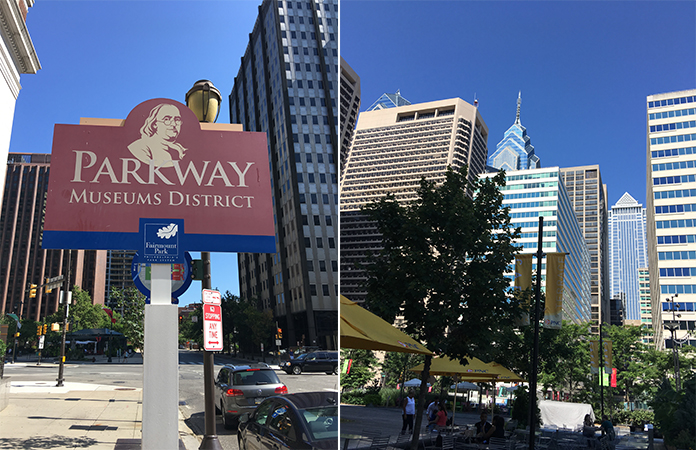 PARKWAY
MUSEUMS DISTRICT
Fairmount
Park
NO
STOPPING
ANY
TIME